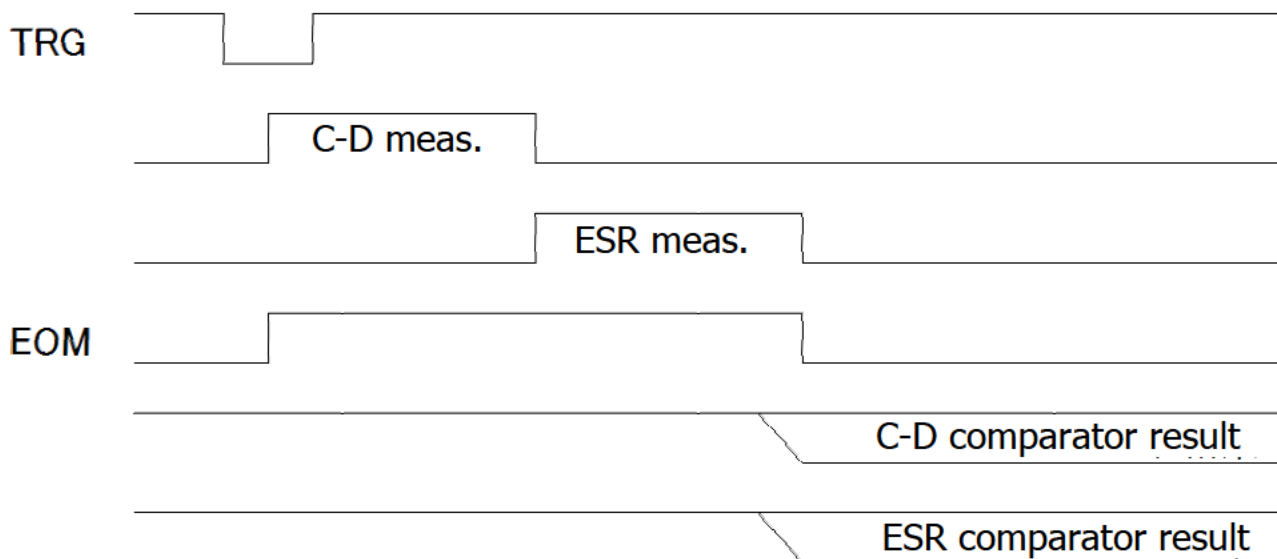 TRG
C-D meas.
ESR meas.
EOM
C-D comparator result
ESR comparator result